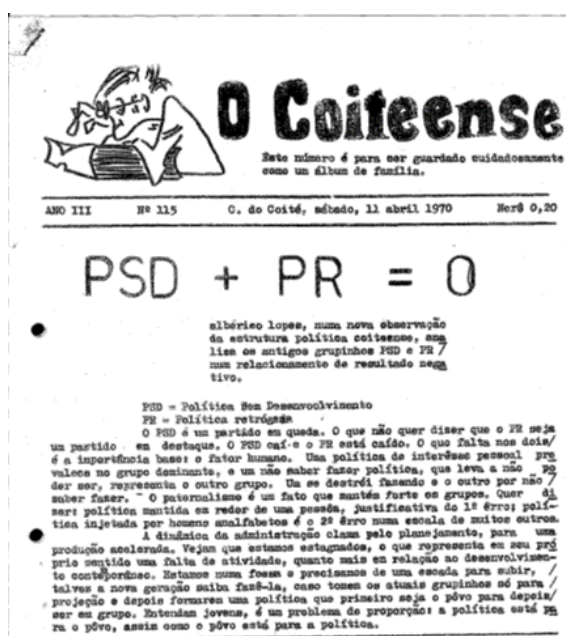 O Coiteense
Êste número é para ser guardado cuidadosamente
como um álbum de família.
ANO III Nº 115 C. do Coité, sábado, 11 abril 1970 Ncr$ 0,20
PSD + PR = 0
albérico lopes, numa nova observação
da estrutura política coiteense, ana
lisa os antigos grupinhos PSD e PR /
num relacionamento de resultado nega
tivo.
PSD = Política Sem Desenvoolvimento
PR = Política retrógada
O PSD é um partido em queda. O que não quer dizer que o PR seja
um partido em destaque. O PSD caí-e o PR está caído. O que falta nos dois/
é a importância base: o fator humano. Uma política de interêsse pessoal pre
valece no grupo dominante, e um não saber fazer política, que leva a não po
der ser, representa o outro grupo. Um se destrói fazendo e o outro por não /
saber fazer. O paternalismo é um fato que mantém forte os grupos. Quer di
zer: política mantida em redor de uma pessôa, justificativa do 1º êrro; polí-
tica injetada por homens analfabetos é o 2º êrro numa escala de muitos outros.
A dinâmica da administração clama pelo planejamento, para uma
produção acelerada. Vejam que estamos estagnados, o que representa em seu pró
prio sentido uma falta de atividade, quanto mais em relação ao desenvolvimen-
to contemporâneo. Estamos numa fossa e precisamos de uma escada para subir, /
talvez a nova geração saiba fazê-la, caso tomem os atuais grupinhos só para /
projeção e depois formarem uma política que primeiro seja o pôvo para depois/
ser eu grupo. Entendam jovens, é um problema de proporção: a política está pa
ra o pôvo, assim como o pôvo está para a política.